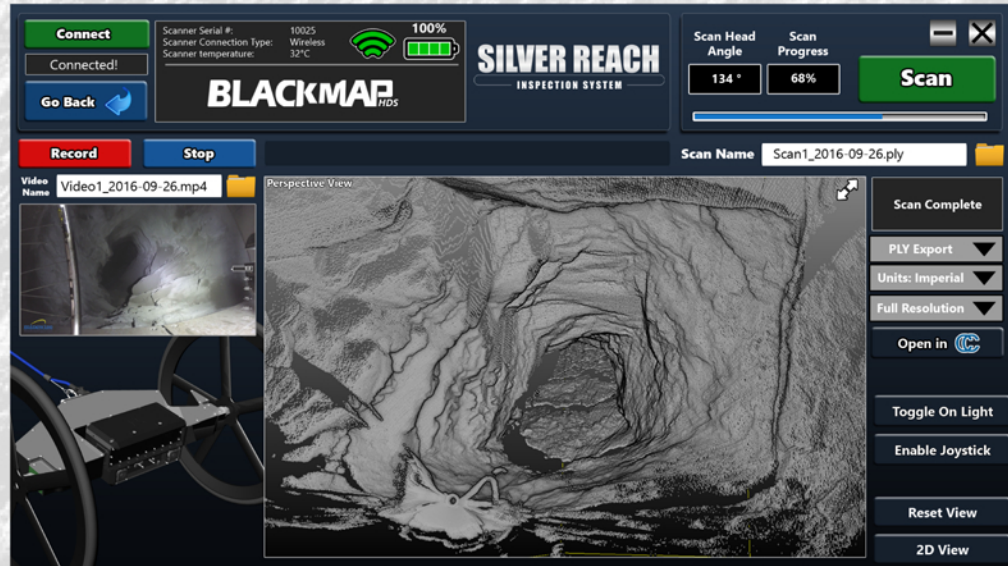 Connect
Connected!
Go Back
Scanner Serial #: 10025
Scanner Connection Type: Wireless
Scanner temperature: 32°C
100%
BLACKMAP HDS
SILVER REACH
INSPECTION SYSTEM
Scan Head Angle
134 °
Scan Progress
68%
Scan
Record
Stop
Scan Name
Scan1_2016-09-26.ply
Video Name
Video1_2016-09-26.mp4
Perspective View
Scan Complete
PLY Export
Units: Imperial
Full Resolution
Open in CC
Toggle On Light
Enable Joystick
Reset View
2D View